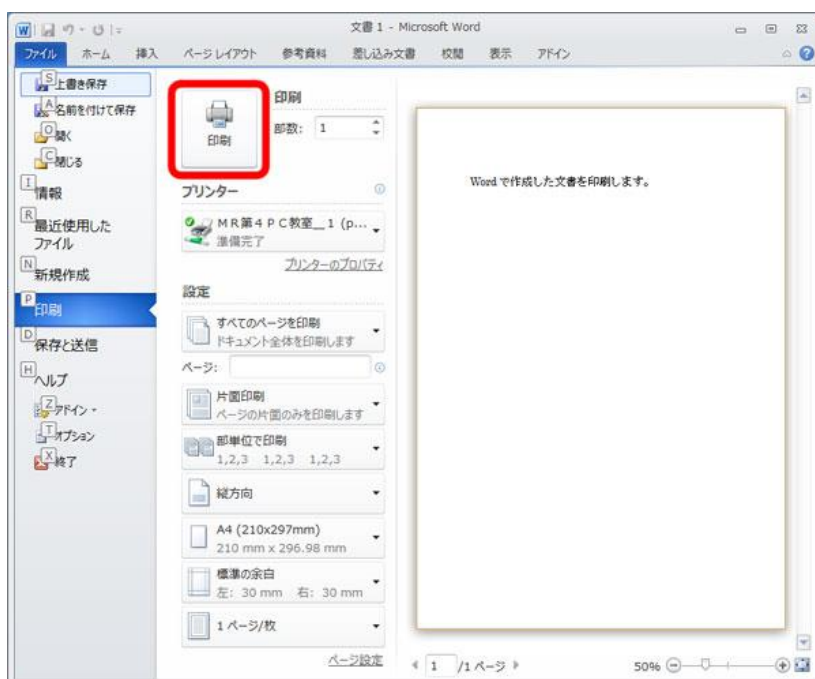 文書 1 - Microsoft Word
ファイル ホーム 挿入 ページ レイアウト 参考資料 差し込み文書 校閲 表示 アドイン
S 上書き保存
A 名前を付けて保存
O 開く
C 閉じる
I 情報
R 最近使用した
ファイル
N 新規作成
P 印刷
D 保存と送信
H ヘルプ
Z アドイン
T オプション
X 終了
印刷
印刷
部数: 1
プリンター
MR第4PC教室__1 (p...
準備完了
プリンターのプロパティ
設定
すべてのページを印刷
ドキュメント全体を印刷します
ページ:
片面印刷
ページの片面のみを印刷します
部単位で印刷
1,2,3 1,2,3 1,2,3
縦方向
A4 (210x297mm)
210 mm x 296.98 mm
標準の余白
左: 30 mm 右: 30 mm
1 ページ/枚
ページ設定
Word で作成した文書を印刷します。
1 /1 ページ
50%